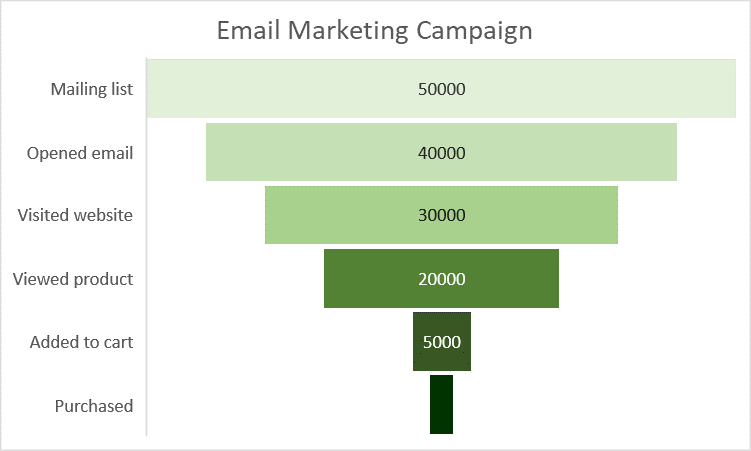 Email Marketing Campaign
Mailing list 50000
Opened email 40000
Visited website 30000
Viewed product 20000
Added to cart 5000
Purchased